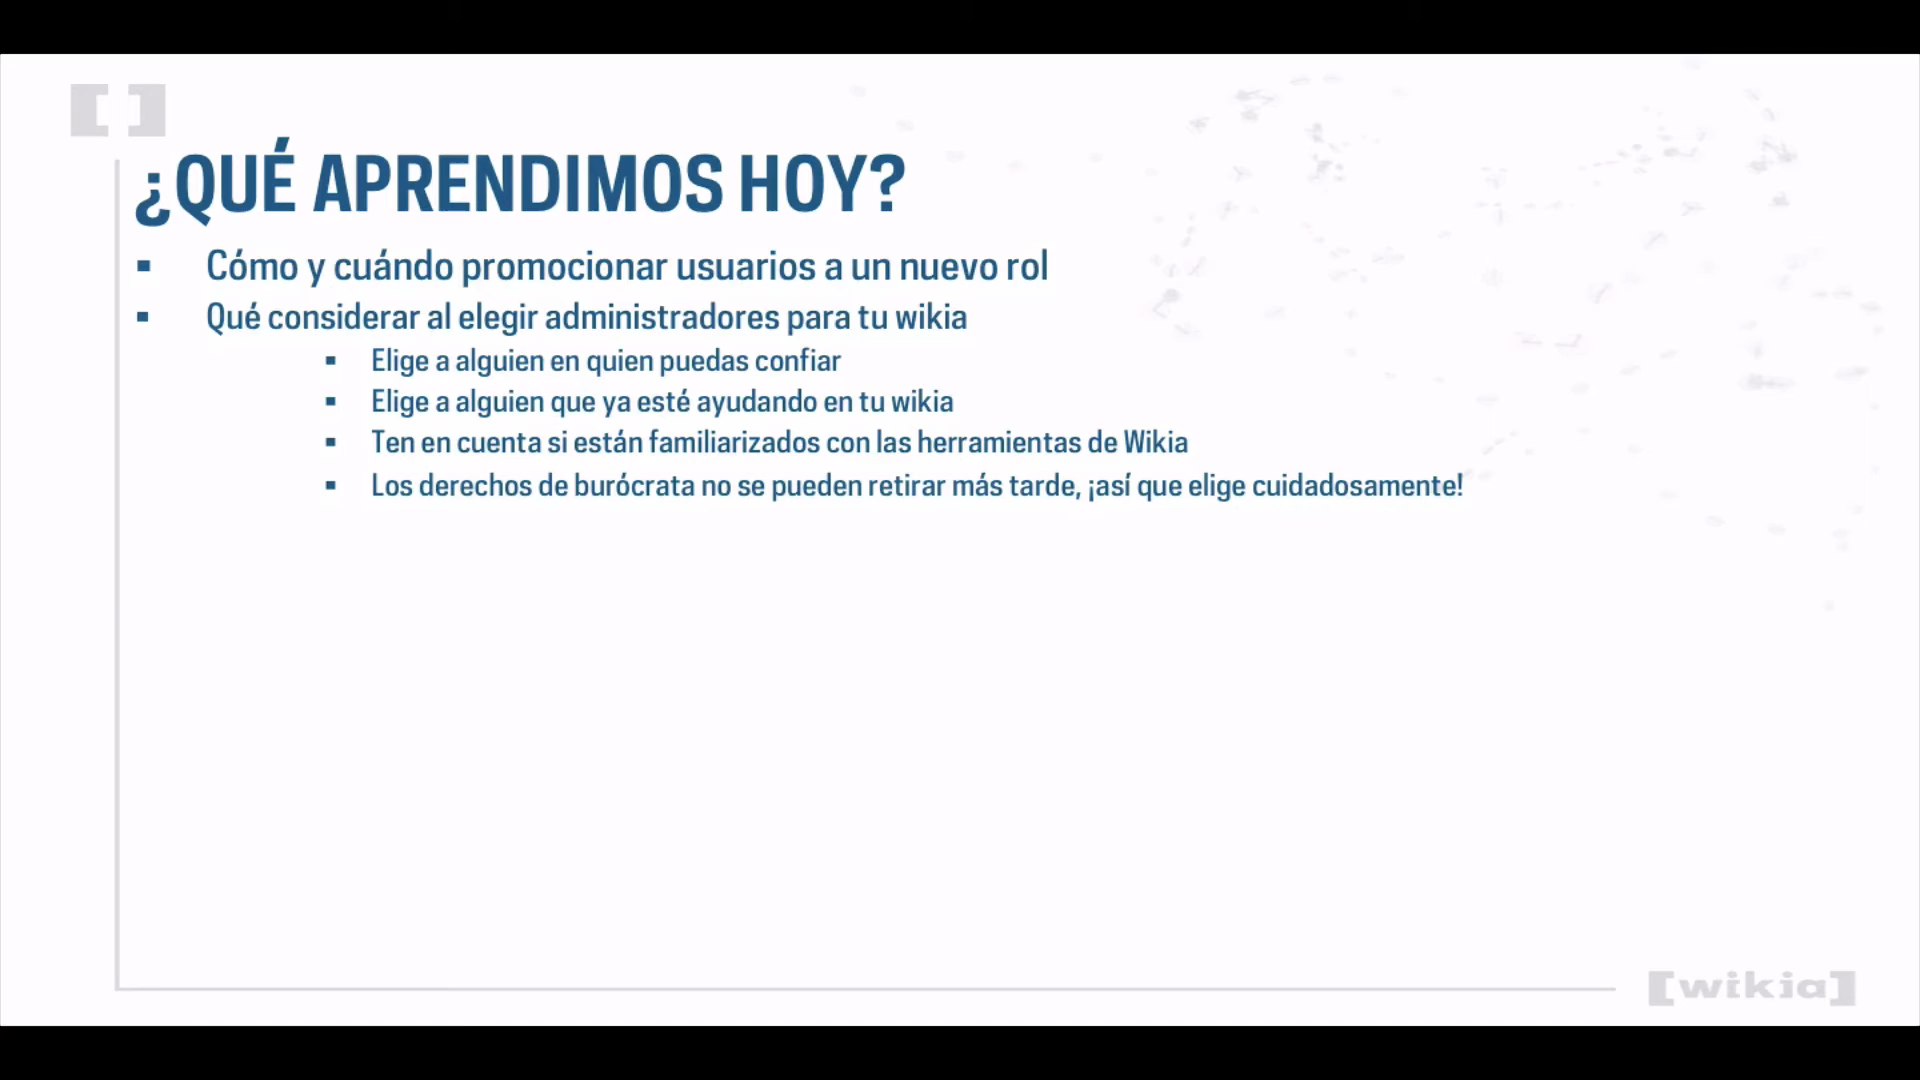 ¿QUÉ APRENDIMOS HOY?
▪ Cómo y cuándo promocionar usuarios a un nuevo rol
▪ Qué considerar al elegir administradores para tu wikia
▪ Elige a alguien en quien puedas confiar
▪ Elige a alguien que ya esté ayudando en tu wikia
▪ Ten en cuenta si están familiarizados con las herramientas de Wikia
▪ Los derechos de burócrata no se pueden retirar más tarde, ¡así que elige cuidadosamente!
[wikia]